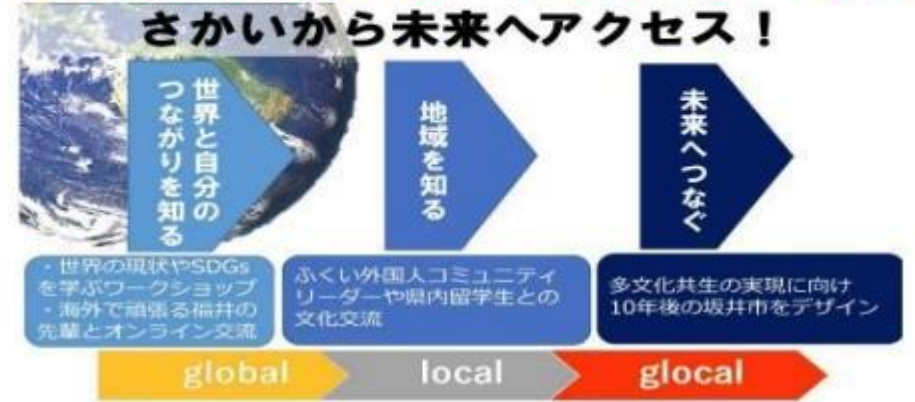 さかいから未来へアクセス！
世界と自分の
つながりを知る
地域を知る
未来へつなぐ
・世界の現状やSDGs
を学ぶワークショップ
・海外で頑張る福井の
先輩とオンライン交流
ふくい外国人コミュニティ
リーダーや県内留学生との
文化交流
多文化共生の実現に向け
10年後の坂井市をデザイン
global
local
glocal